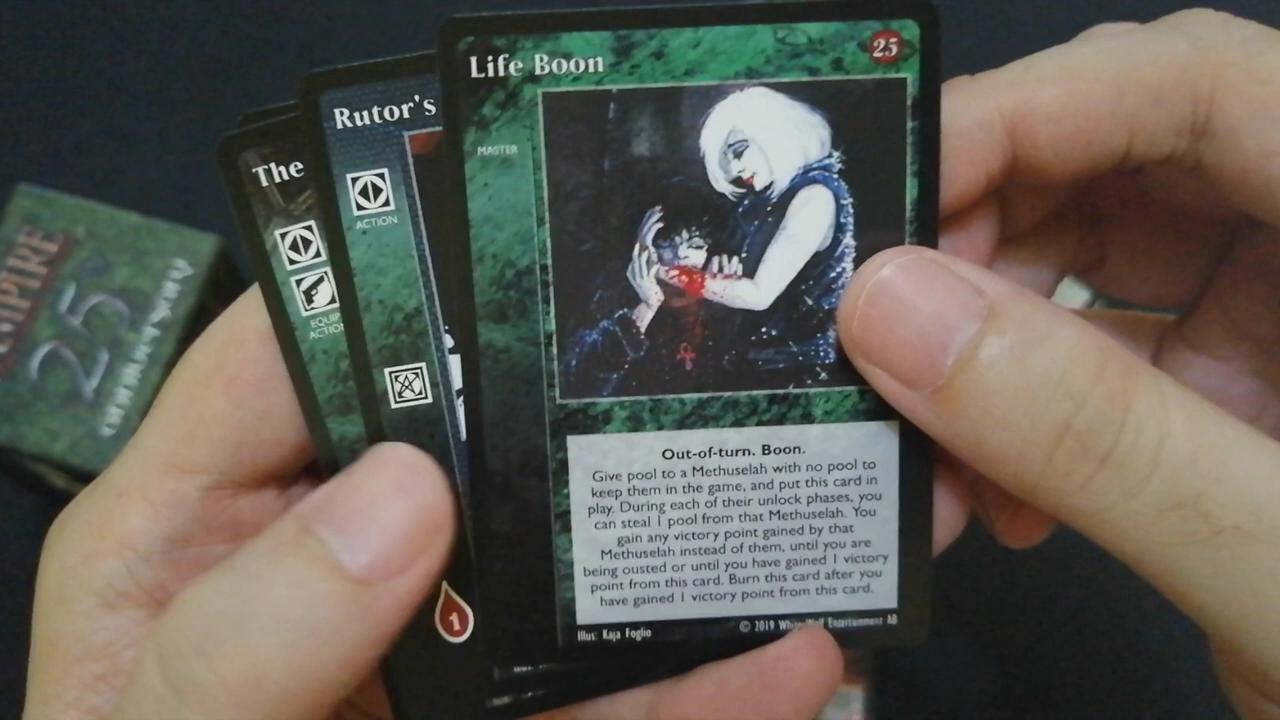 Life Boon
25
MASTER
Out-of-turn. Boon.
Give pool to a Methuselah with no pool to
keep them in the game, and put this card in
play. During each of their unlock phases, you
can steal 1 pool from that Methuselah. You
gain any victory point gained by that
Methuselah instead of them, until you are
being ousted or until you have gained 1 victory
point from this card. Burn this card after you
have gained 1 victory point from this card.
Illus: Kaja Foglio
© 2019 White Wolf Entertainment AB
Rutor's
ACTION
1
The
EQUIP
ACTION
25